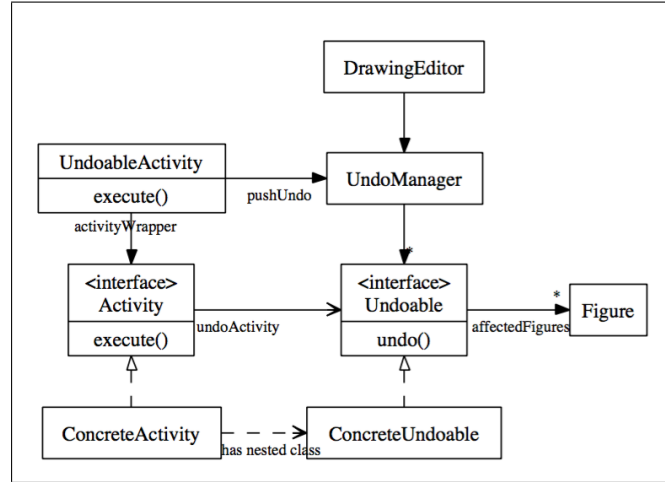 DrawingEditor
UndoableActivity
execute()
pushUndo
UndoManager
activityWrapper
*
<interface>
Activity
execute()
undoActivity
<interface>
Undoable
undo()
*
affectedFigures
Figure
ConcreteActivity
has nested class
ConcreteUndoable